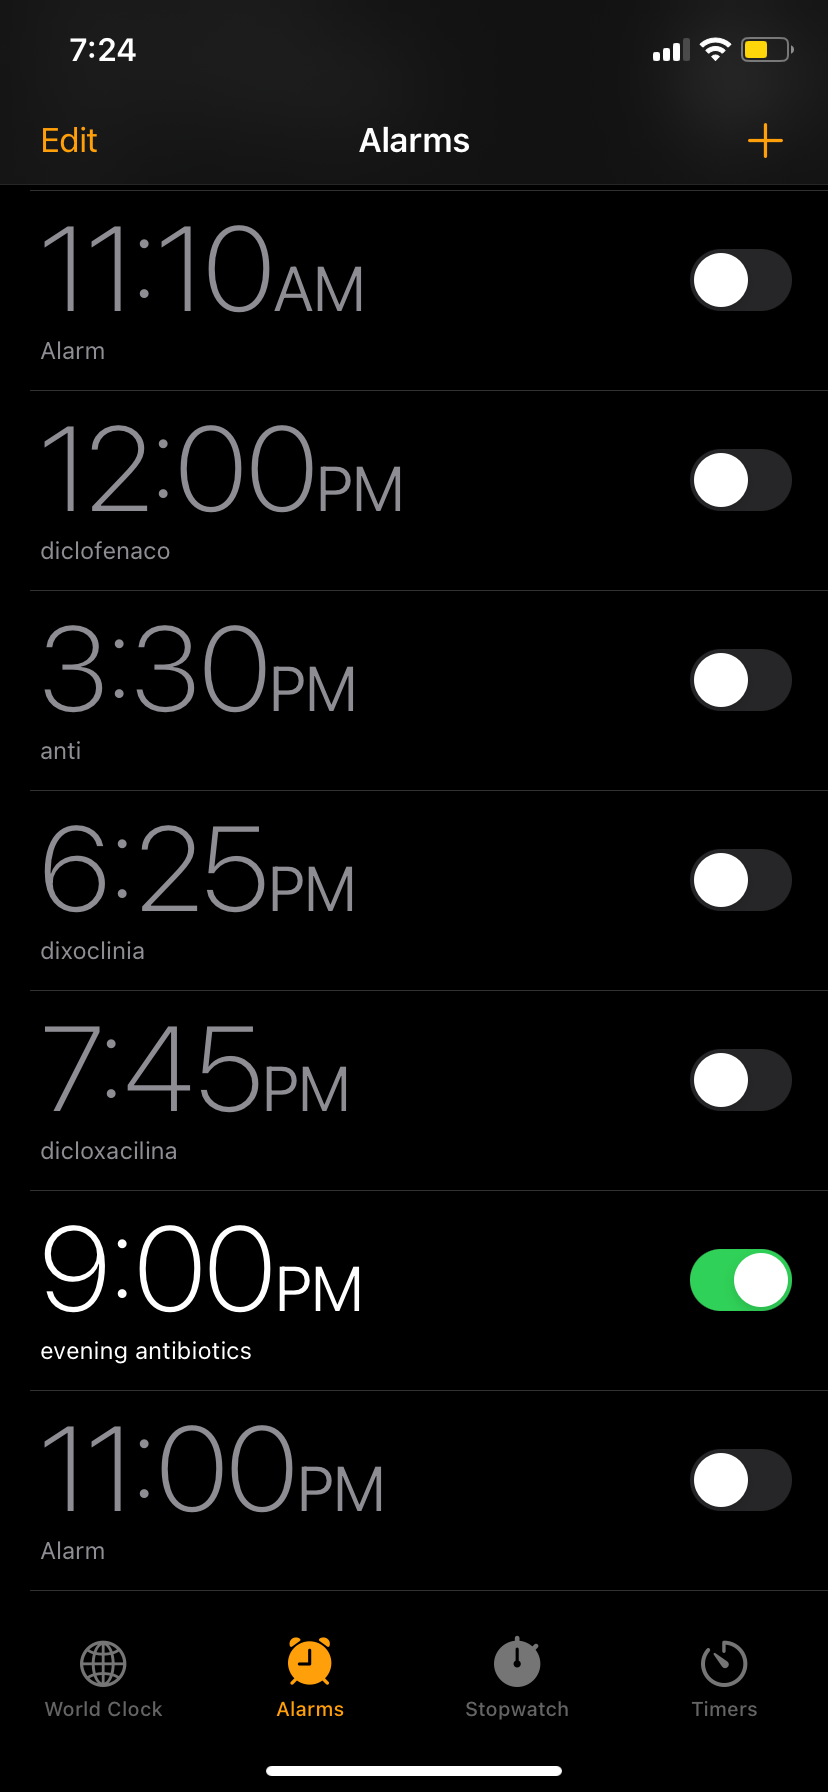 7:24
Edit Alarms +
11:10AM
Alarm
12:00PM
diclofenaco
3:30PM
anti
6:25PM
dixoclinia
7:45PM
dicloxacilina
9:00PM
evening antibiotics
11:00PM
Alarm
World Clock Alarms Stopwatch Timers